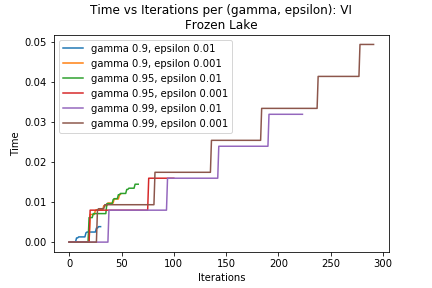 Time vs Iterations per (gamma, epsilon): VI
Frozen Lake
0.05
0.04
0.03
0.02
0.01
0.00
Time
gamma 0.9, epsilon 0.01
gamma 0.9, epsilon 0.001
gamma 0.95, epsilon 0.01
gamma 0.95, epsilon 0.001
gamma 0.99, epsilon 0.01
gamma 0.99, epsilon 0.001
0 50 100 150 200 250 300
Iterations